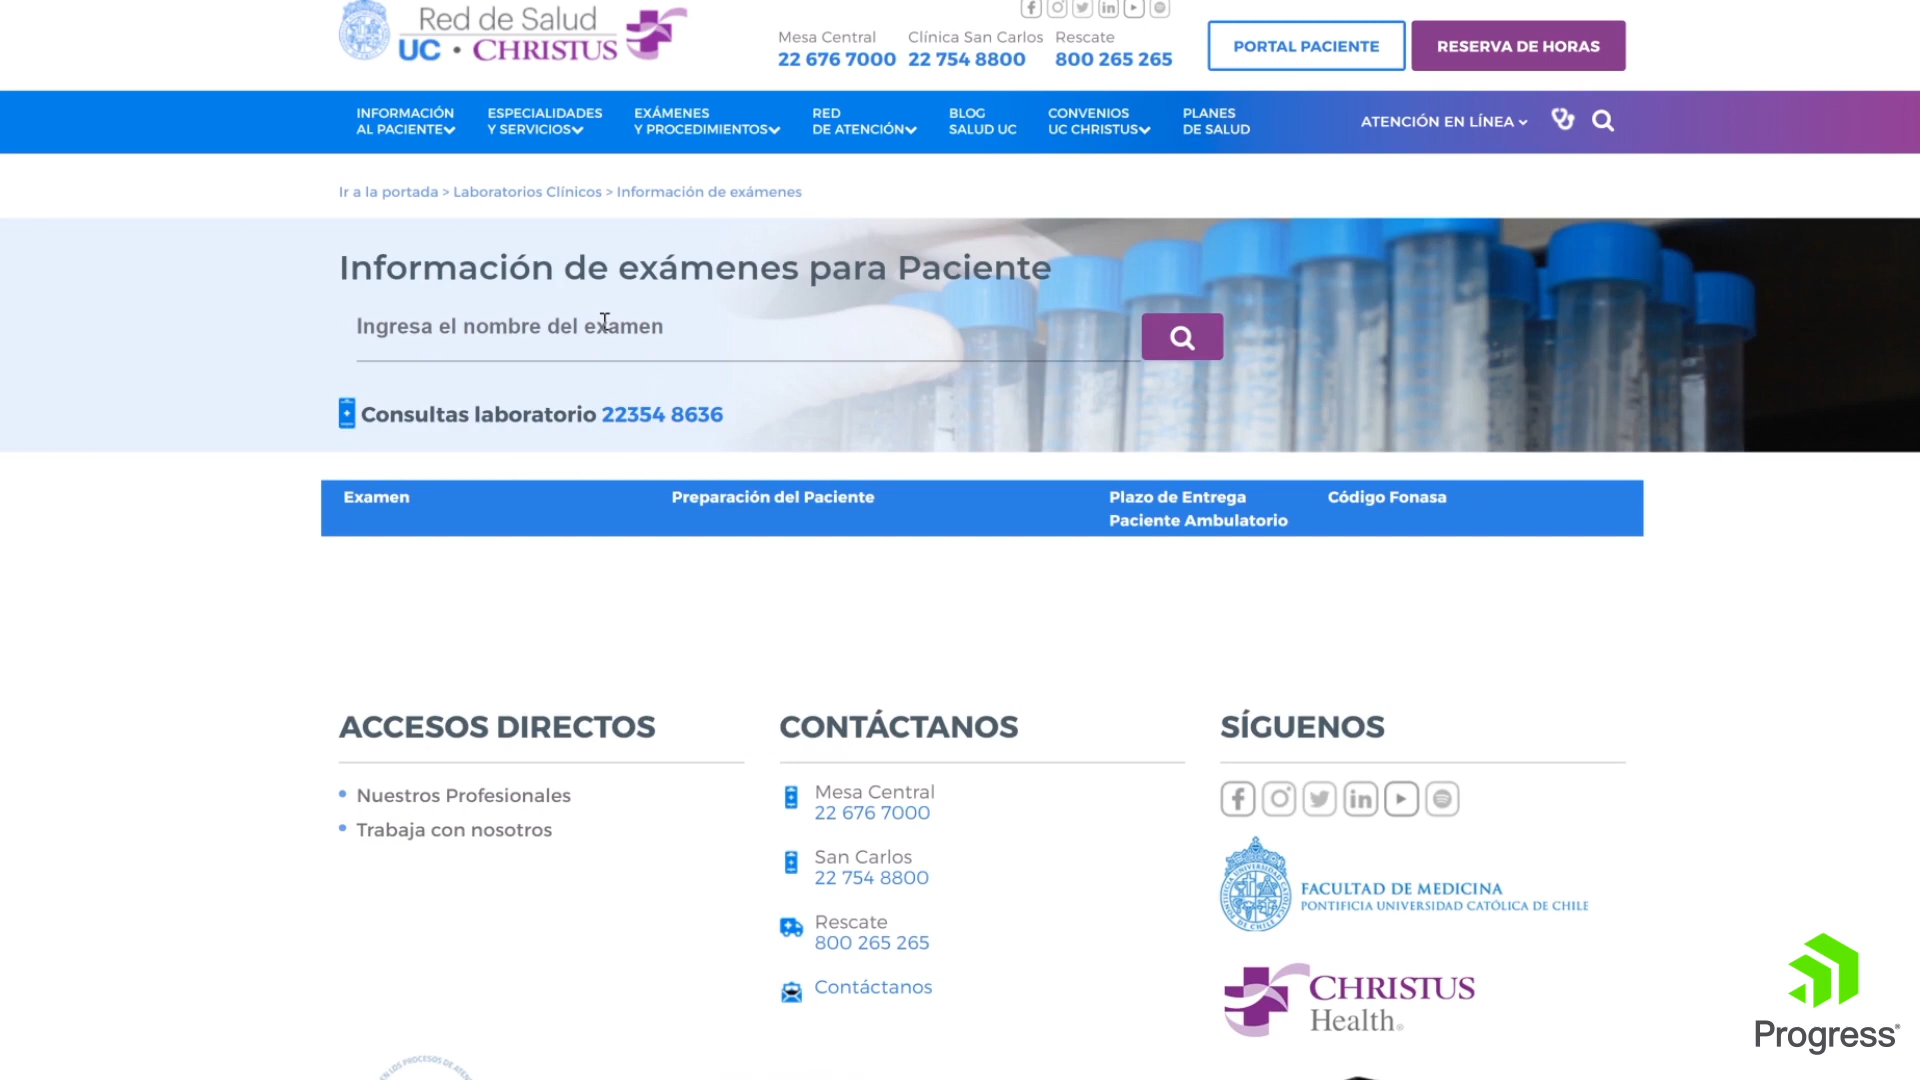 Red de Salud
UC • CHRISTUS
Mesa Central
22 676 7000
Clínica San Carlos
22 754 8800
Rescate
800 265 265
PORTAL PACIENTE
RESERVA DE HORAS
INFORMACIÓN
AL PACIENTE
ESPECIALIDADES
Y SERVICIOS
EXÁMENES
Y PROCEDIMIENTOS
RED
DE ATENCIÓN
BLOG
SALUD UC
CONVENIOS
UC CHRISTUS
PLANES
DE SALUD
ATENCIÓN EN LÍNEA
Ir a la portada > Laboratorios Clínicos > Información de exámenes
Información de exámenes para Paciente
Ingresa el nombre del examen
Consultas laboratorio 22354 8636
Examen
Preparación del Paciente
Plazo de Entrega
Paciente Ambulatorio
Código Fonasa
ACCESOS DIRECTOS
Nuestros Profesionales
Trabaja con nosotros
CONTÁCTANOS
Mesa Central
22 676 7000
San Carlos
22 754 8800
Rescate
800 265 265
Contáctanos
SÍGUENOS
FACULTAD DE MEDICINA
PONTIFICIA UNIVERSIDAD CATÓLICA DE CHILE
CHRISTUS
Health®
Progress®